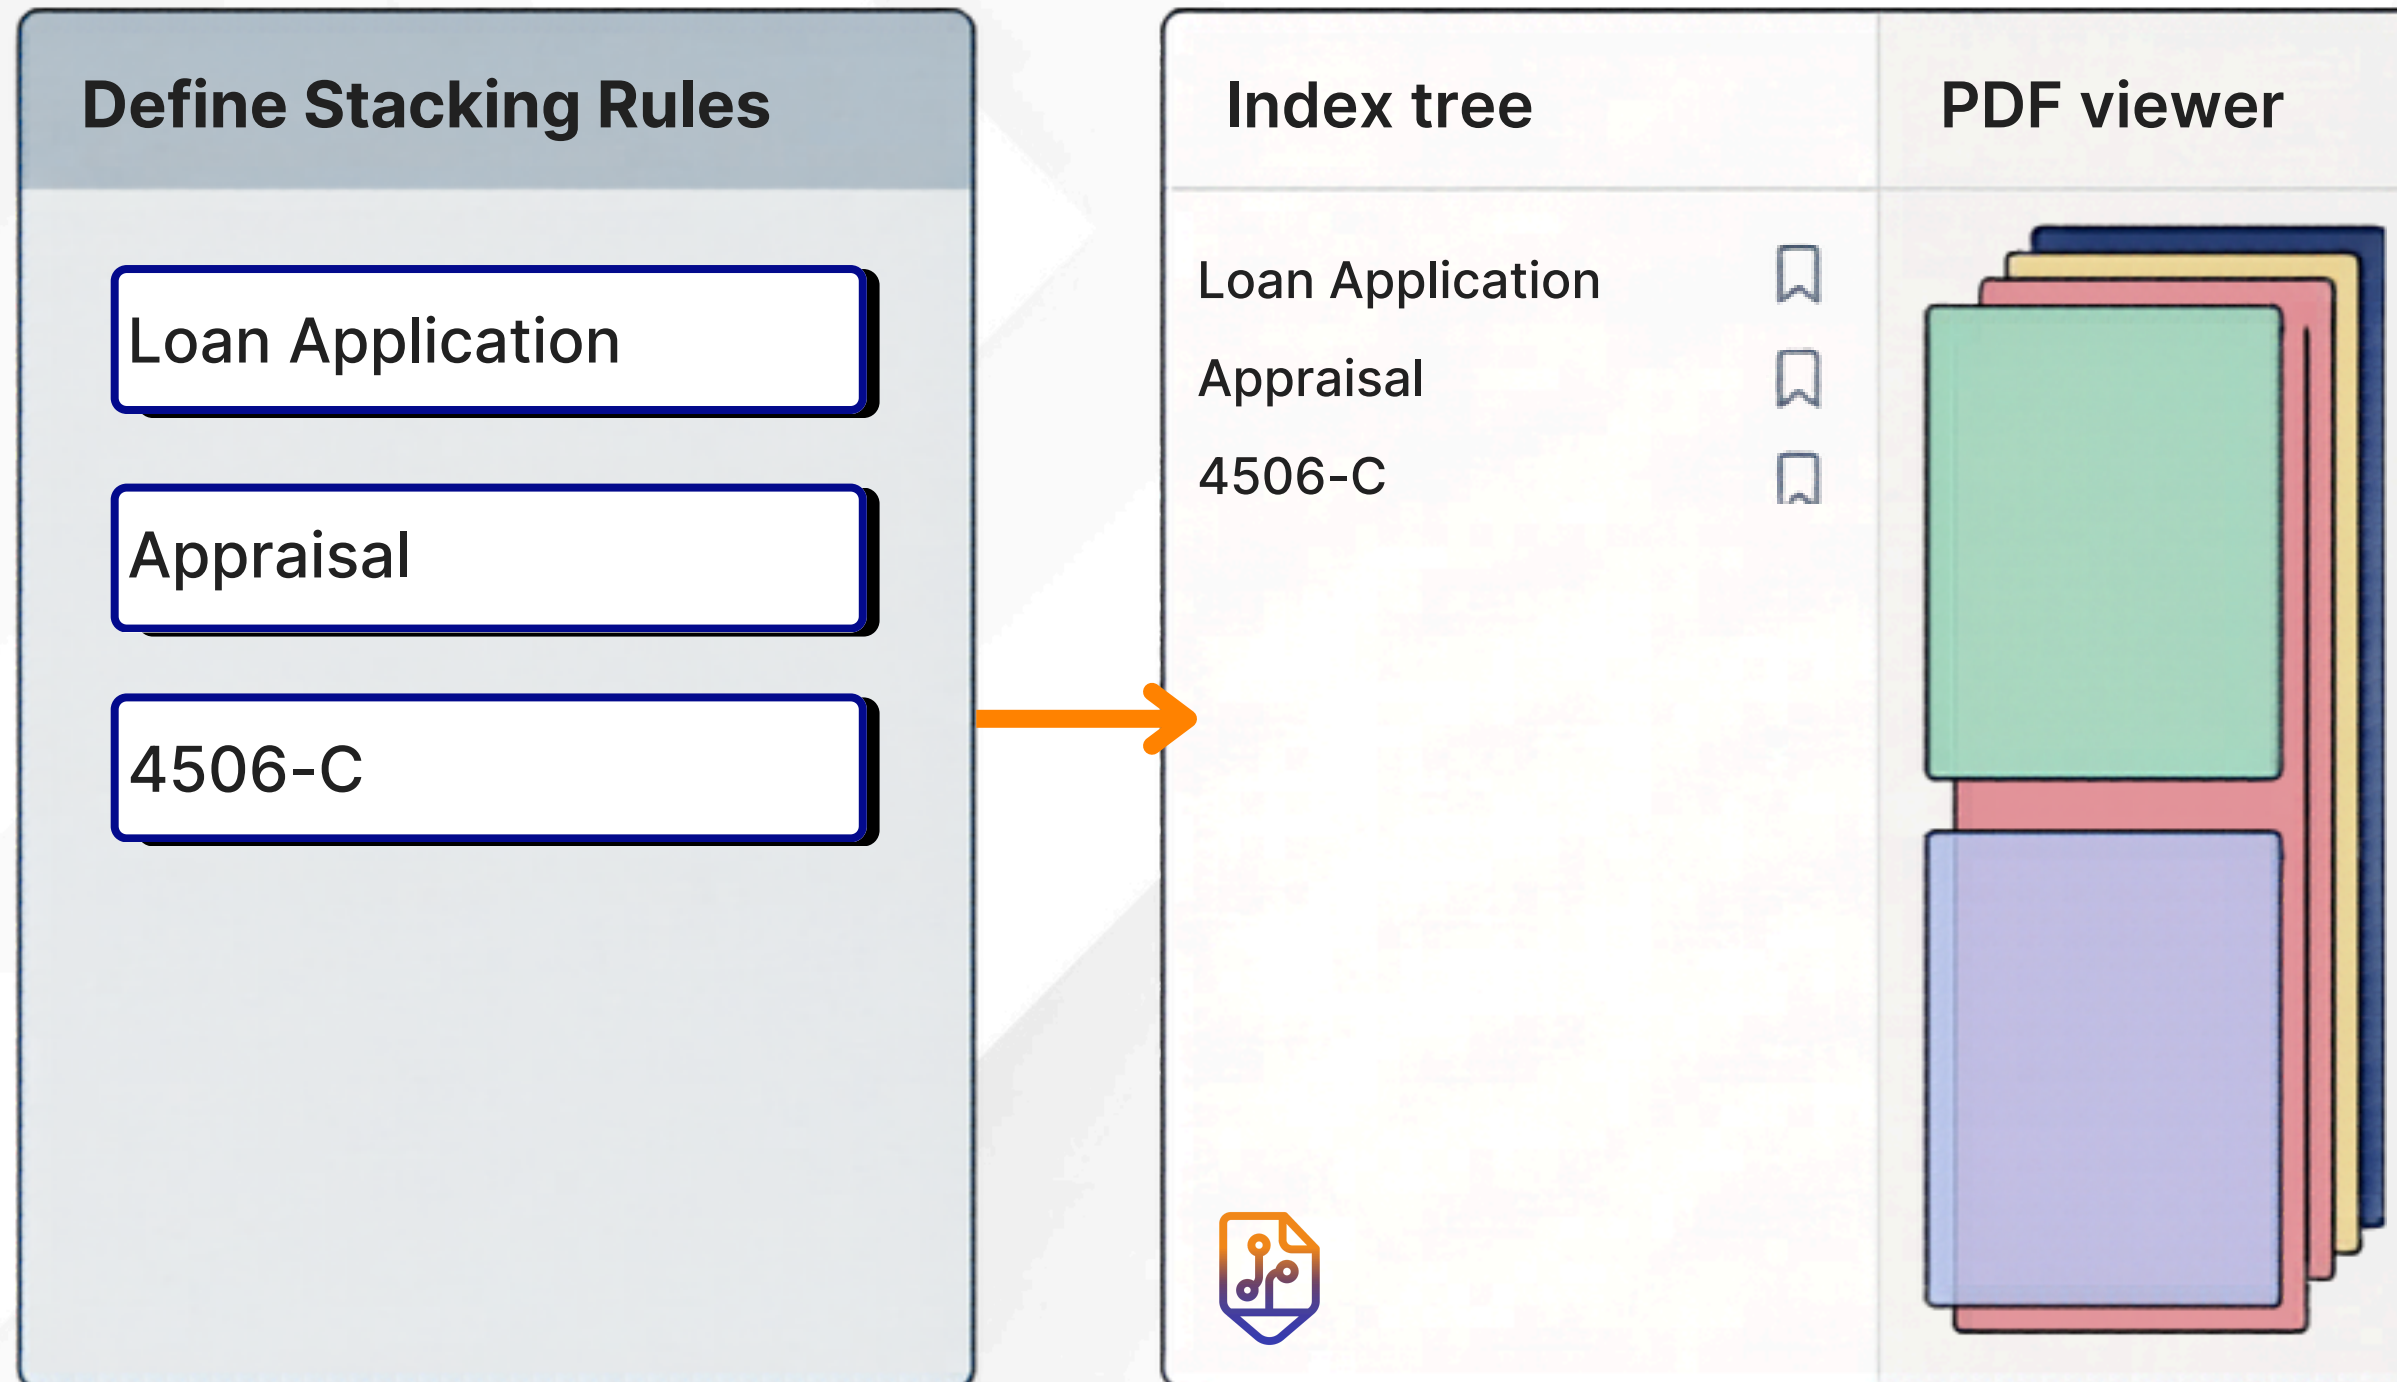 Define Stacking Rules
Loan Application
Appraisal
4506-C
Index tree
Loan Application
Appraisal
4506-C
PDF viewer